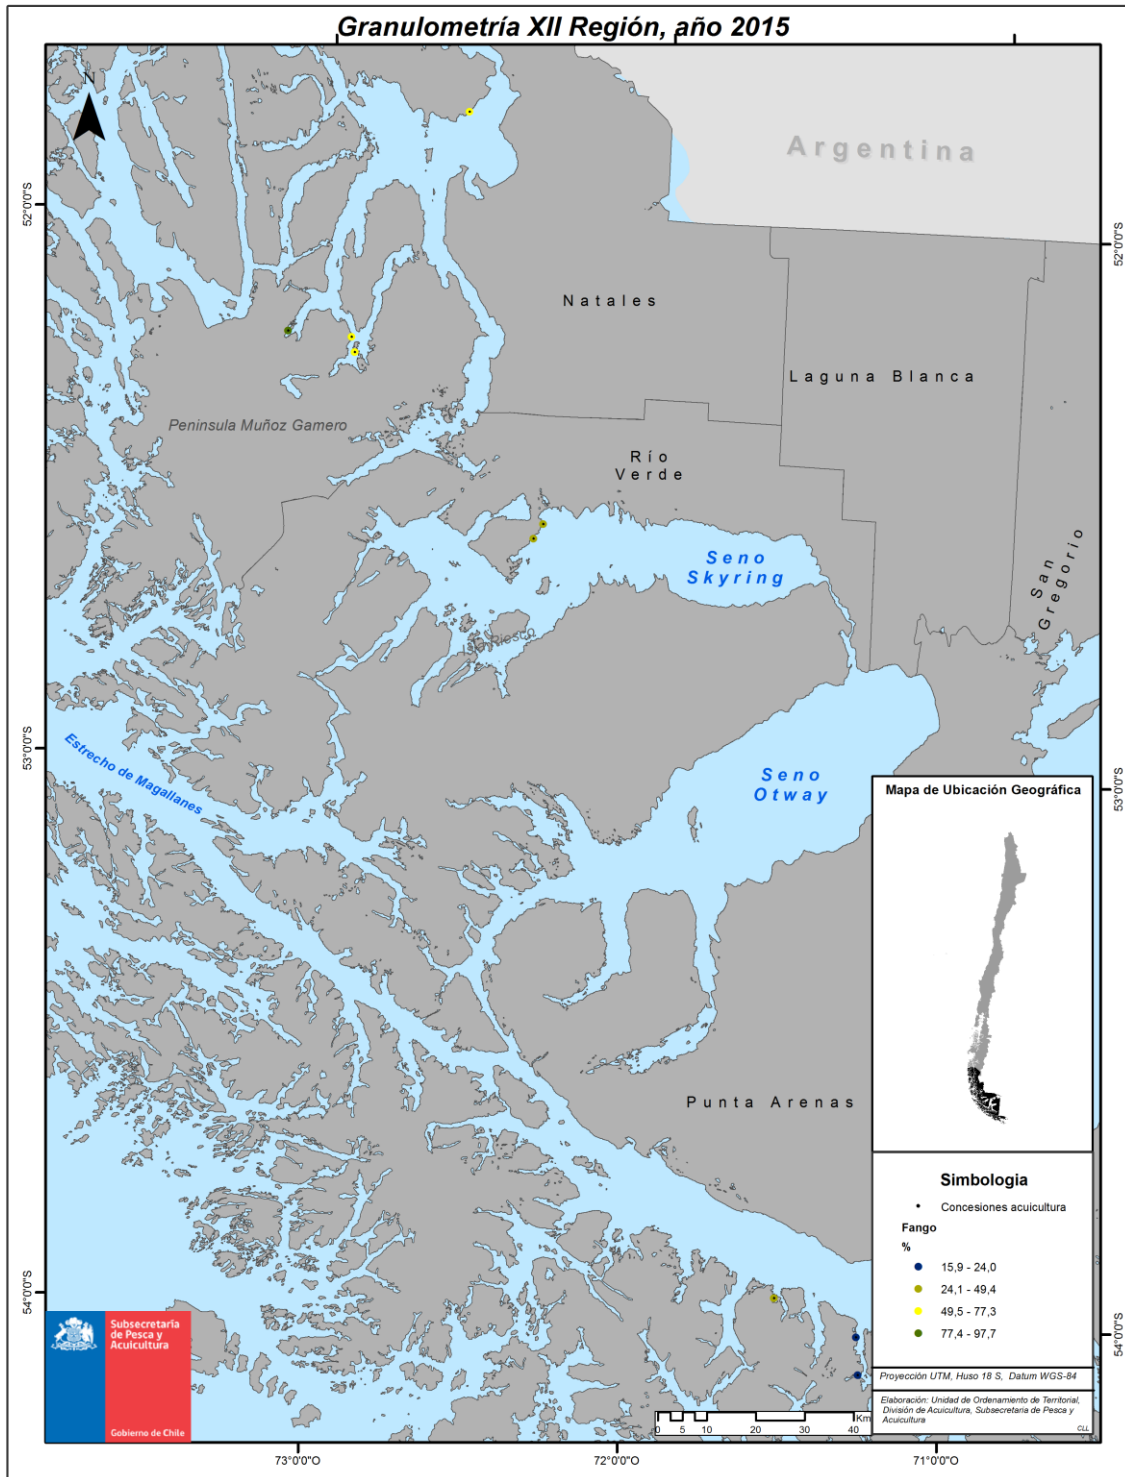 Granulometría XII Región, año 2015
N
Argentina
52°0'0"S
52°0'0"S
Natales
Laguna Blanca
Peninsula Muñoz Gamero
Río
Verde
Seno
Skyring
San
Gregorio
Isla Riesco
53°0'0"S
53°0'0"S
Estrecho de Magallanes
Seno
Otway
Mapa de Ubicación Geográfica
Punta Arenas
Simbologia
Concesiones acuicultura
Fango
%
15,9 - 24,0
24,1 - 49,4
49,5 - 77,3
77,4 - 97,7
54°0'0"S
54°0'0"S
Subsecretaría
de Pesca y
Acuicultura
Gobierno de Chile
Proyección UTM, Huso 18 S, Datum WGS-84
Elaboración: Unidad de Ordenamiento de Territorial,
División de Acuicultura, Subsecretaria de Pesca y
Acuicultura
CLL
Km
0 5 10 20 30 40
73°0'0"O
72°0'0"O
71°0'0"O